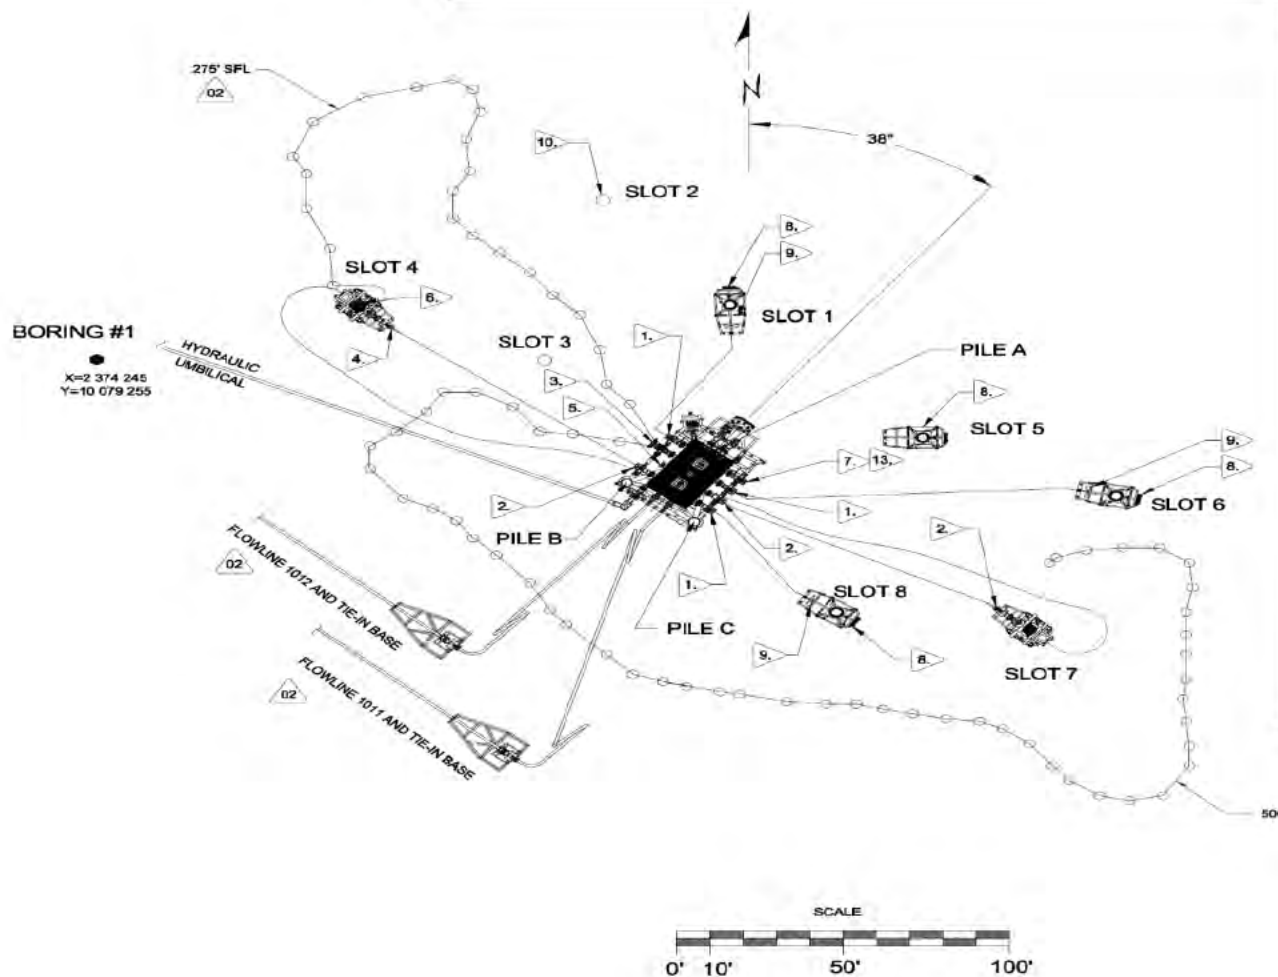 275' SFL
02
N
38°
10.
SLOT 2
8.
9.
SLOT 4
6.
SLOT 1
BORING #1
X=2 374 245
Y=10 079 255
HYDRAULIC
UMBILICAL
4.
SLOT 3
1.
3.
5.
PILE A
8.
SLOT 5
7. 13.
9.
8.
SLOT 6
2.
1.
2.
2.
PILE B
1.
FLOWLINE 1012 AND TIE-IN BASE
02
SLOT 8
PILE C
9.
8.
SLOT 7
FLOWLINE 1011 AND TIE-IN BASE
02
50
SCALE
0' 10' 50' 100'